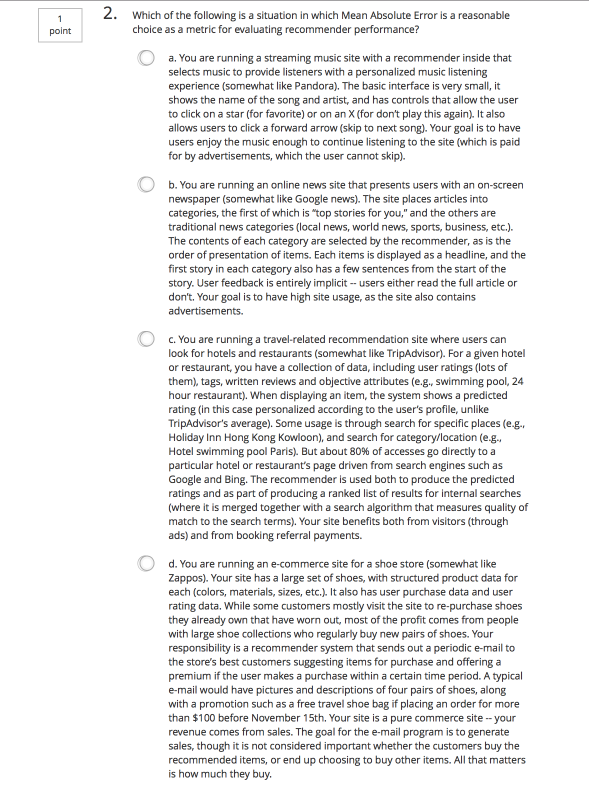 1
point
2. Which of the following is a situation in which Mean Absolute Error is a reasonable
choice as a metric for evaluating recommender performance?
a. You are running a streaming music site with a recommender inside that
selects music to provide listeners with a personalized music listening
experience (somewhat like Pandora). The basic interface is very small, it
shows the name of the song and artist, and has controls that allow the user
to click on a star (for favorite) or on an X (for don't play this again). It also
allows users to click a forward arrow (skip to next song). Your goal is to have
users enjoy the music enough to continue listening to the site (which is paid
for by advertisements, which the user cannot skip).
b. You are running an online news site that presents users with an on-screen
newspaper (somewhat like Google news). The site places articles into
categories, the first of which is "top stories for you," and the others are
traditional news categories (local news, world news, sports, business, etc.).
The contents of each category are selected by the recommender, as is the
order of presentation of items. Each items is displayed as a headline, and the
first story in each category also has a few sentences from the start of the
story. User feedback is entirely implicit -- users either read the full article or
don't. Your goal is to have high site usage, as the site also contains
advertisements.
c. You are running a travel-related recommendation site where users can
look for hotels and restaurants (somewhat like TripAdvisor). For a given hotel
or restaurant, you have a collection of data, including user ratings (lots of
them), tags, written reviews and objective attributes (e.g., swimming pool, 24
hour restaurant). When displaying an item, the system shows a predicted
rating (in this case personalized according to the user's profile, unlike
TripAdvisor's average). Some usage is through search for specific places (e.g.,
Holiday Inn Hong Kong Kowloon), and search for category/location (e.g.,
Hotel swimming pool Paris). But about 80% of accesses go directly to a
particular hotel or restaurant's page driven from search engines such as
Google and Bing. The recommender is used both to produce the predicted
ratings and as part of producing a ranked list of results for internal searches
(where it is merged together with a search algorithm that measures quality of
match to the search terms). Your site benefits both from visitors (through
ads) and from booking referral payments.
d. You are running an e-commerce site for a shoe store (somewhat like
Zappos). Your site has a large set of shoes, with structured product data for
each (colors, materials, sizes, etc.). It also has user purchase data and user
rating data. While some customers mostly visit the site to re-purchase shoes
they already own that have worn out, most of the profit comes from people
with large shoe collections who regularly buy new pairs of shoes. Your
responsibility is a recommender system that sends out a periodic e-mail to
the store's best customers suggesting items for purchase and offering a
premium if the user makes a purchase within a certain time period. A typical
e-mail would have pictures and descriptions of four pairs of shoes, along
with a promotion such as a free travel shoe bag if placing an order for more
than $100 before November 15th. Your site is a pure commerce site -- your
revenue comes from sales. The goal for the e-mail program is to generate
sales, though it is not considered important whether the customers buy the
recommended items, or end up choosing to buy other items. All that matters
is how much they buy.